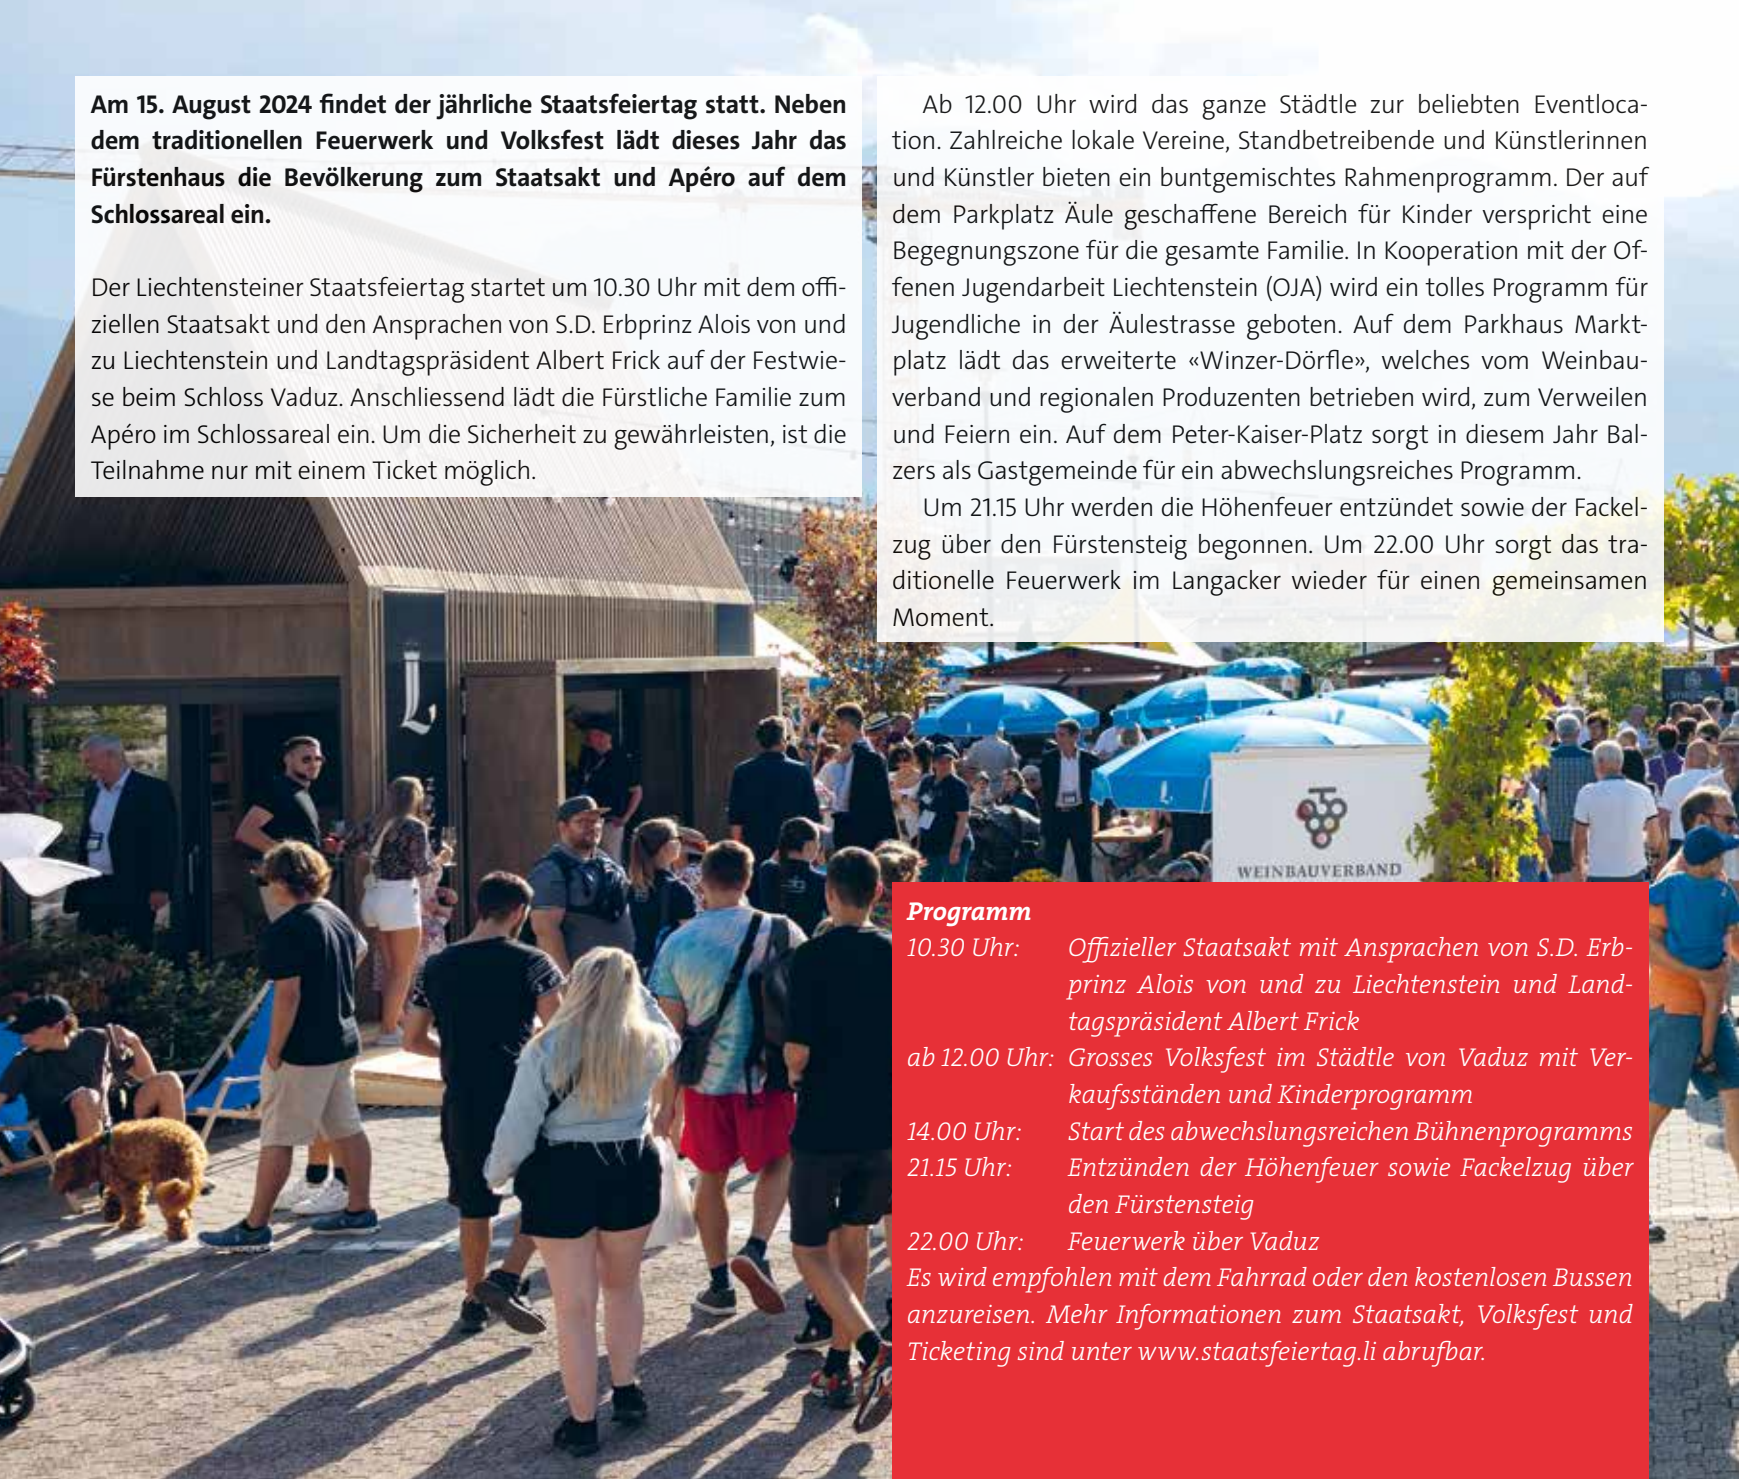 Am 15. August 2024 findet der jährliche Staatsfeiertag statt. Neben
dem traditionellen Feuerwerk und Volksfest lädt dieses Jahr das
Fürstenhaus die Bevölkerung zum Staatsakt und Apéro auf dem
Schlossareal ein.
Der Liechtensteiner Staatsfeiertag startet um 10.30 Uhr mit dem offi-
ziellen Staatsakt und den Ansprachen von S.D. Erbprinz Alois von und
zu Liechtenstein und Landtagspräsident Albert Frick auf der Festwie-
se beim Schloss Vaduz. Anschliessend lädt die Fürstliche Familie zum
Apéro im Schlossareal ein. Um die Sicherheit zu gewährleisten, ist die
Teilnahme nur mit einem Ticket möglich.
Ab 12.00 Uhr wird das ganze Städtle zur beliebten Eventloca-
tion. Zahlreiche lokale Vereine, Standbetreibende und Künstlerinnen
und Künstler bieten ein buntgemischtes Rahmenprogramm. Der auf
dem Parkplatz Äule geschaffene Bereich für Kinder verspricht eine
Begegnungszone für die gesamte Familie. In Kooperation mit der Of-
fenen Jugendarbeit Liechtenstein (OJA) wird ein tolles Programm für
Jugendliche in der Äulestrasse geboten. Auf dem Parkhaus Markt-
platz lädt das erweiterte «Winzer-Dörfle», welches vom Weinbau-
verband und regionalen Produzenten betrieben wird, zum Verweilen
und Feiern ein. Auf dem Peter-Kaiser-Platz sorgt in diesem Jahr Bal-
zers als Gastgemeinde für ein abwechslungsreiches Programm.
Um 21.15 Uhr werden die Höhenfeuer entzündet sowie der Fackel-
zug über den Fürstensteig begonnen. Um 22.00 Uhr sorgt das tra-
ditionelle Feuerwerk im Langacker wieder für einen gemeinsamen
Moment.
L
WEINBAUVERBAND
Programm
10.30 Uhr: Offizieller Staatsakt mit Ansprachen von S.D. Erb-
prinz Alois von und zu Liechtenstein und Land-
tagspräsident Albert Frick
ab 12.00 Uhr: Grosses Volksfest im Städtle von Vaduz mit Ver-
kaufsständen und Kinderprogramm
14.00 Uhr: Start des abwechslungsreichen Bühnenprogramms
21.15 Uhr: Entzünden der Höhenfeuer sowie Fackelzug über
den Fürstensteig
22.00 Uhr: Feuerwerk über Vaduz
Es wird empfohlen mit dem Fahrrad oder den kostenlosen Bussen
anzureisen. Mehr Informationen zum Staatsakt, Volksfest und
Ticketing sind unter www.staatsfeiertag.li abrufbar.